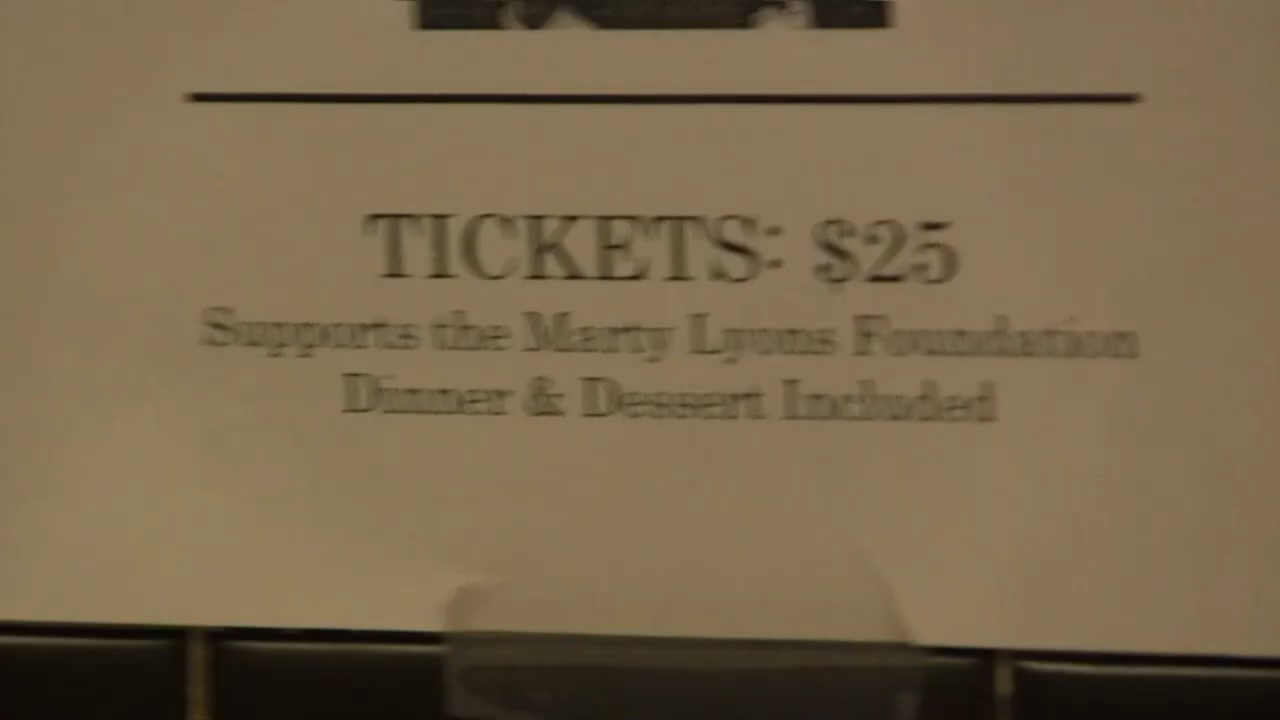 TICKETS: $25
Supports the Marty Lyons Foundation
Dinner & Dessert Included